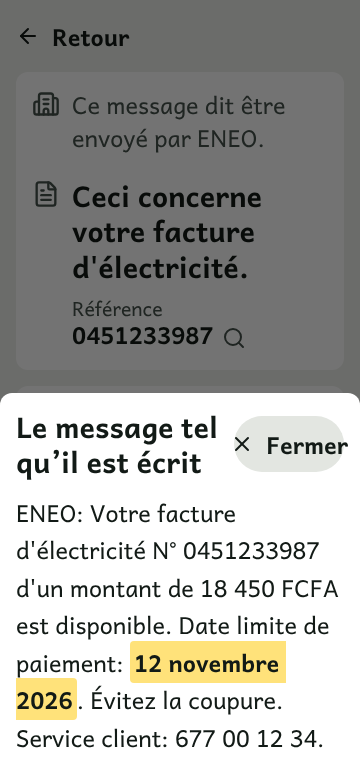 Retour
Ce message dit être
envoyé par ENEO.
Ceci concerne
votre facture
d'électricité.
Référence
0451233987
Le message tel
qu’il est écrit
Fermer
ENEO: Votre facture
d'électricité N° 0451233987
d'un montant de 18 450 FCFA
est disponible. Date limite de
paiement: 12 novembre
2026. Évitez la coupure.
Service client: 677 00 12 34.